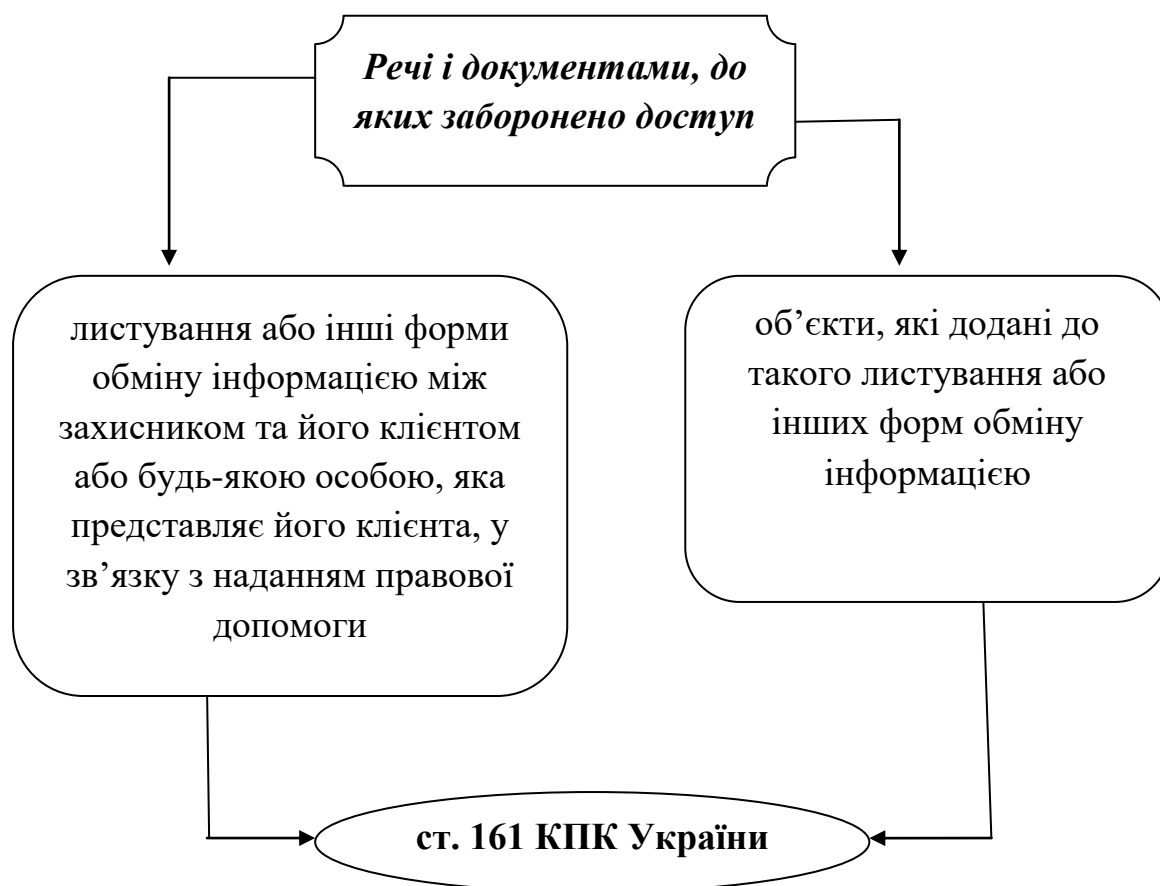 Речі і документами, до
яких заборонено доступ
листування або інші форми
обміну інформацією між
захисником та його клієнтом
або будь-якою особою, яка
представляє його клієнта, у
зв’язку з наданням правової
допомоги
об’єкти, які додані до
такого листування або
інших форм обміну
інформацією
ст. 161 КПК України